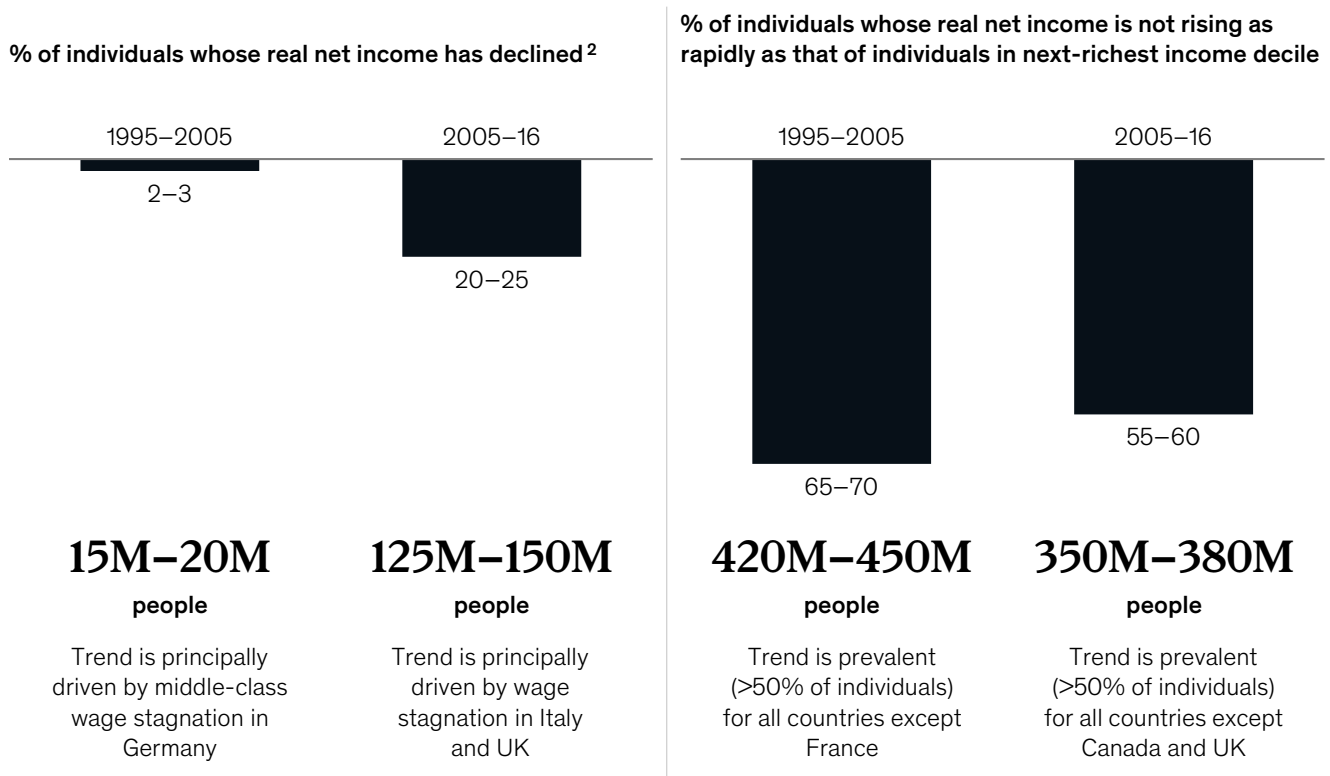 % of individuals whose real net income has declined 2
1995–2005
2005–16
2–3
20–25
15M–20M
people
Trend is principally
driven by middle-class
wage stagnation in
Germany
125M–150M
people
Trend is principally
driven by wage
stagnation in Italy
and UK
% of individuals whose real net income is not rising as
rapidly as that of individuals in next-richest income decile
1995–2005
2005–16
65–70
55–60
420M–450M
people
Trend is prevalent
(>50% of individuals)
for all countries except
France
350M–380M
people
Trend is prevalent
(>50% of individuals)
for all countries except
Canada and UK